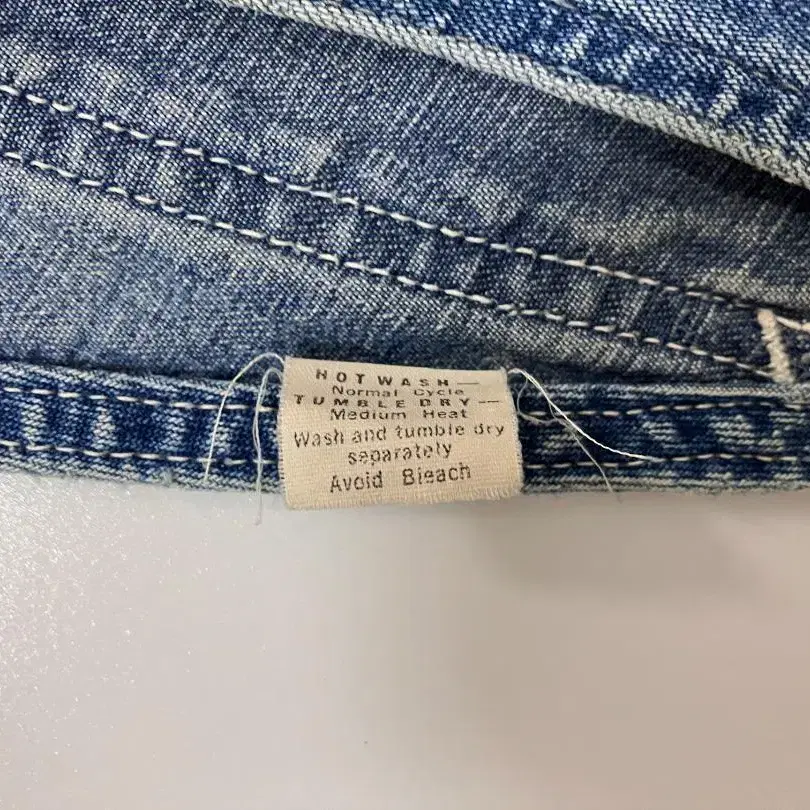 HOT WASH—
Normal Cycle
TUMBLE DRY—
Medium Heat
Wash and tumble dry
separately
Avoid Bleach